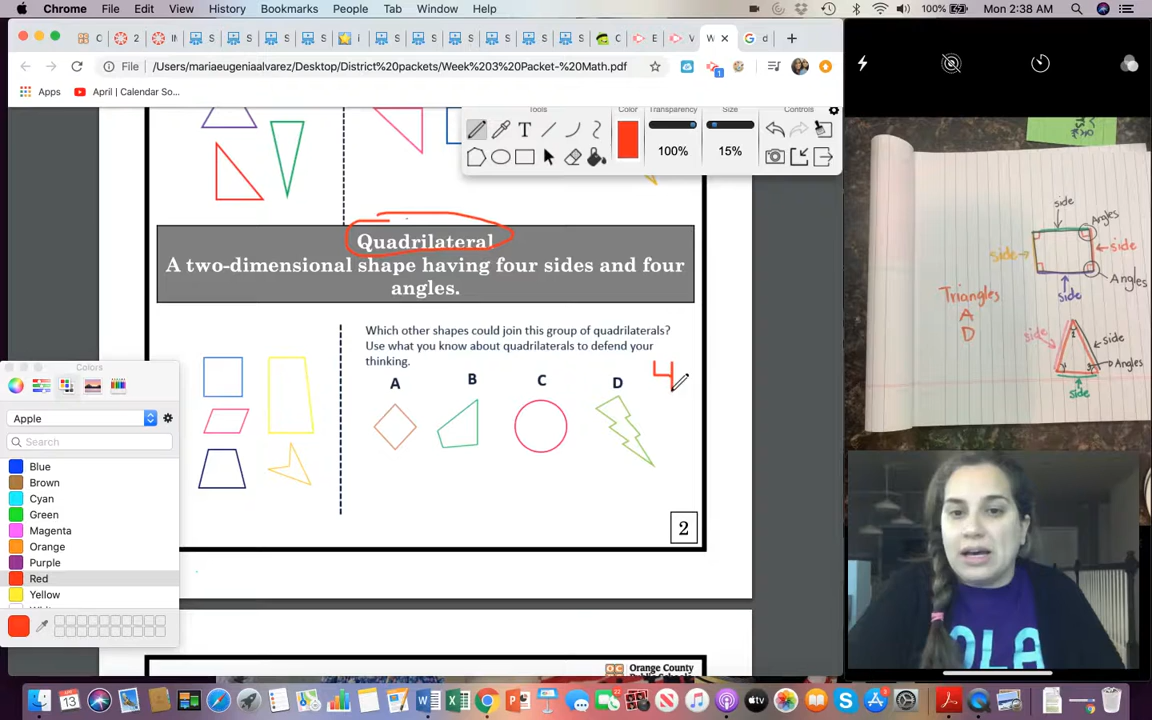 Chrome File Edit View History Bookmarks People Tab Window Help
100% Mon 2:38 AM
File /Users/mariaeugeniaalvarez/Desktop/District%20packets/Week%203%20Packet-%20Math.pdf
Apps April | Calendar So...
Tools Color Transparency Size Controls
100% 15%
Quadrilateral
A two-dimensional shape having four sides and four
angles.
Which other shapes could join this group of quadrilaterals?
Use what you know about quadrilaterals to defend your
thinking.
A B C D
4
2
Orange County
Colors
Apple
Search
Blue
Brown
Cyan
Green
Magenta
Orange
Purple
Red
Yellow
side
Angles
side
side
Angles
side
Triangles
A
D
side
side
Angles
side